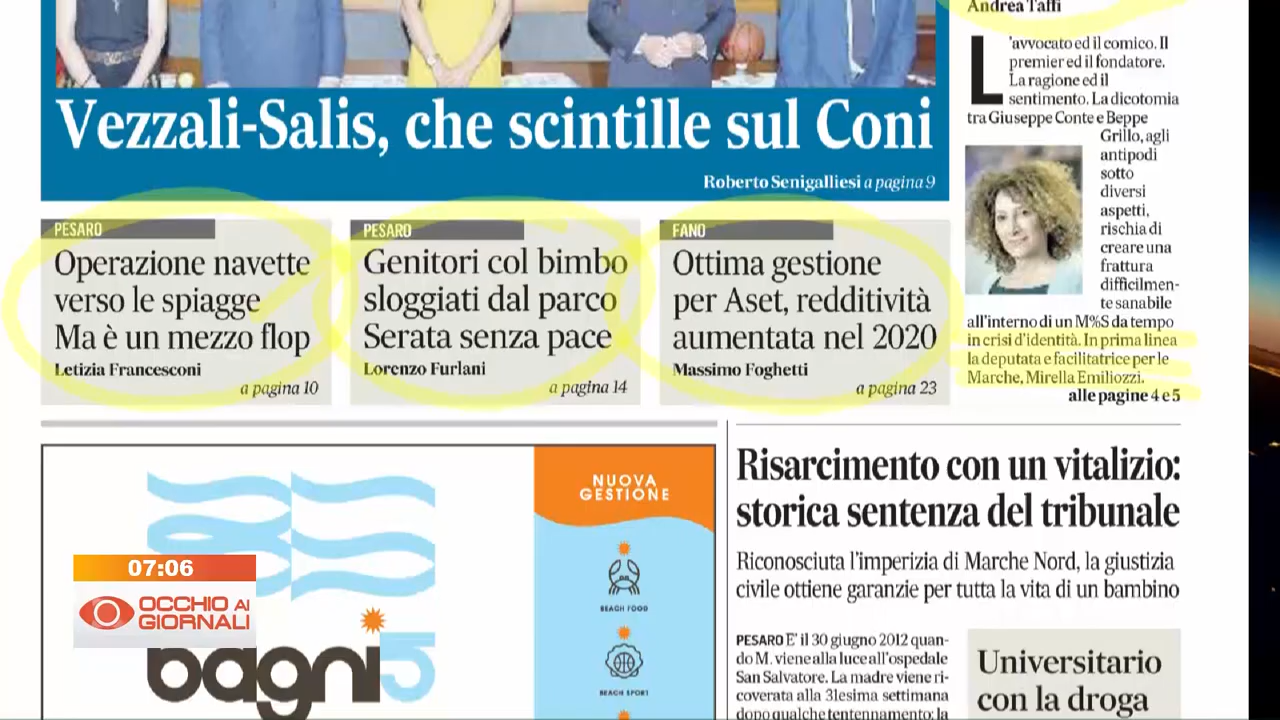 Andrea Taffi
L'avvocato ed il comico. Il
premier ed il fondatore.
La ragione ed il
sentimento. La dicotomia
tra Giuseppe Conte e Beppe
Grillo, agli
antipodi
sotto
diversi
aspetti,
rischia di
creare una
frattura
difficilmen-
te sanabile
all'interno di un M%S da tempo
in crisi d'identità. In prima linea
la deputata e facilitatrice per le
Marche, Mirella Emiliozzi.
alle pagine 4 e 5
Vezzali-Salis, che scintille sul Coni
Roberto Senigalliesi a pagina 9
PESARO
Operazione navette
verso le spiagge
Ma è un mezzo flop
Letizia Francesconi
a pagina 10
PESARO
Genitori col bimbo
sloggiati dal parco
Serata senza pace
Lorenzo Furlani
a pagina 14
FANO
Ottima gestione
per Aset, redditività
aumentata nel 2020
Massimo Foghetti
a pagina 23
NUOVA
GESTIONE
BEACH FOOD
BEACH SPORT
bagni5
07:06
OCCHIO AI
GIORNALI
Risarcimento con un vitalizio:
storica sentenza del tribunale
Riconosciuta l'imperizia di Marche Nord, la giustizia
civile ottiene garanzie per tutta la vita di un bambino
PESARO E' il 30 giugno 2012 quan-
do M. viene alla luce all'ospedale
San Salvatore. La madre viene ri-
coverata alla 31esima settimana
dopo qualche tentennamento: la
Universitario
con la droga